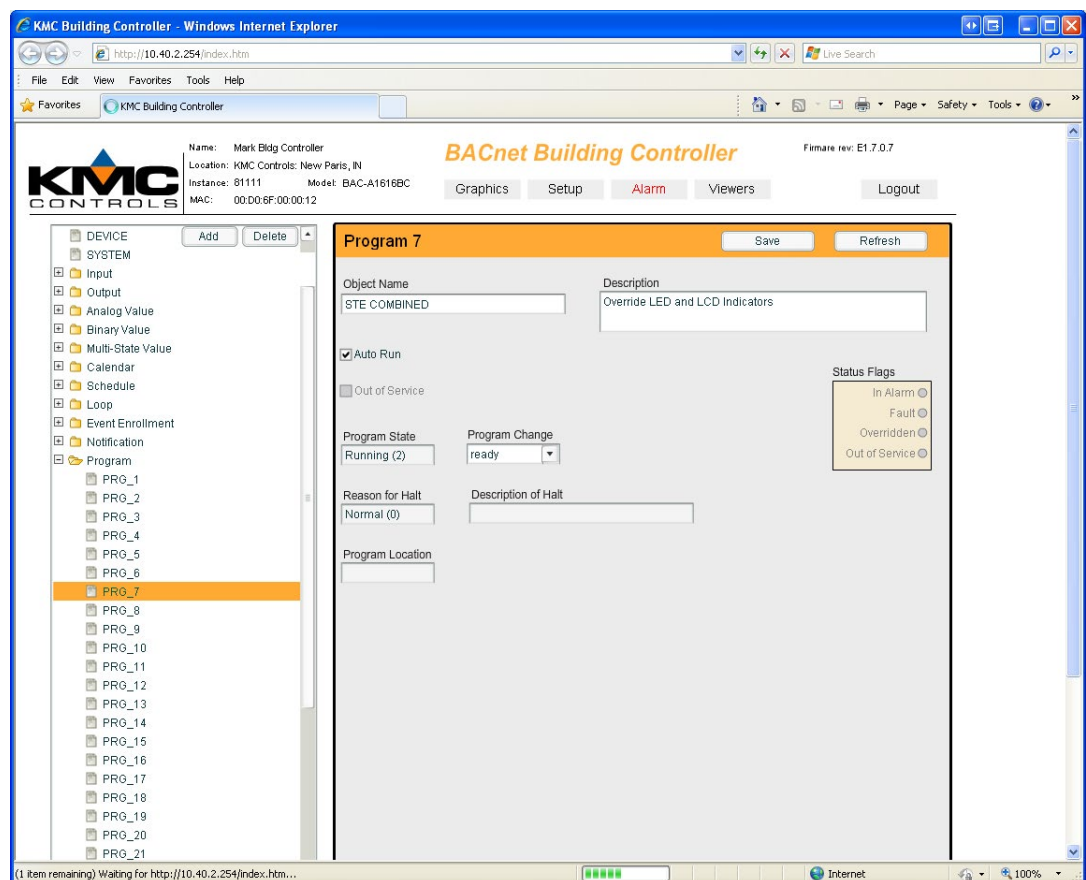 KMC Building Controller - Windows Internet Explorer
http://10.40.2.254/index.htm
Live Search
File Edit View Favorites Tools Help
Favorites KMC Building Controller Page Safety Tools
KMC CONTROLS
Name: Mark Bldg Controller
Location: KMC Controls: New Paris, IN
Instance: 81111 Model: BAC-A1616BC
MAC: 00:D0:6F:00:00:12
BACnet Building Controller
Firmare rev: E1.7.0.7
Graphics Setup Alarm Viewers Logout
DEVICE
Add Delete
SYSTEM
Input
Output
Analog Value
Binary Value
Multi-State Value
Calendar
Schedule
Loop
Event Enrollment
Notification
Program
PRG_1
PRG_2
PRG_3
PRG_4
PRG_5
PRG_6
PRG_7
PRG_8
PRG_9
PRG_10
PRG_11
PRG_12
PRG_13
PRG_14
PRG_15
PRG_16
PRG_17
PRG_18
PRG_19
PRG_20
PRG_21
Program 7
Save Refresh
Object Name
STE COMBINED
Description
Override LED and LCD Indicators
Auto Run
Out of Service
Status Flags
In Alarm
Fault
Overridden
Out of Service
Program State
Running (2)
Program Change
ready
Reason for Halt
Normal (0)
Description of Halt
Program Location
(1 item remaining) Waiting for http://10.40.2.254/index.htm...
Internet
100%